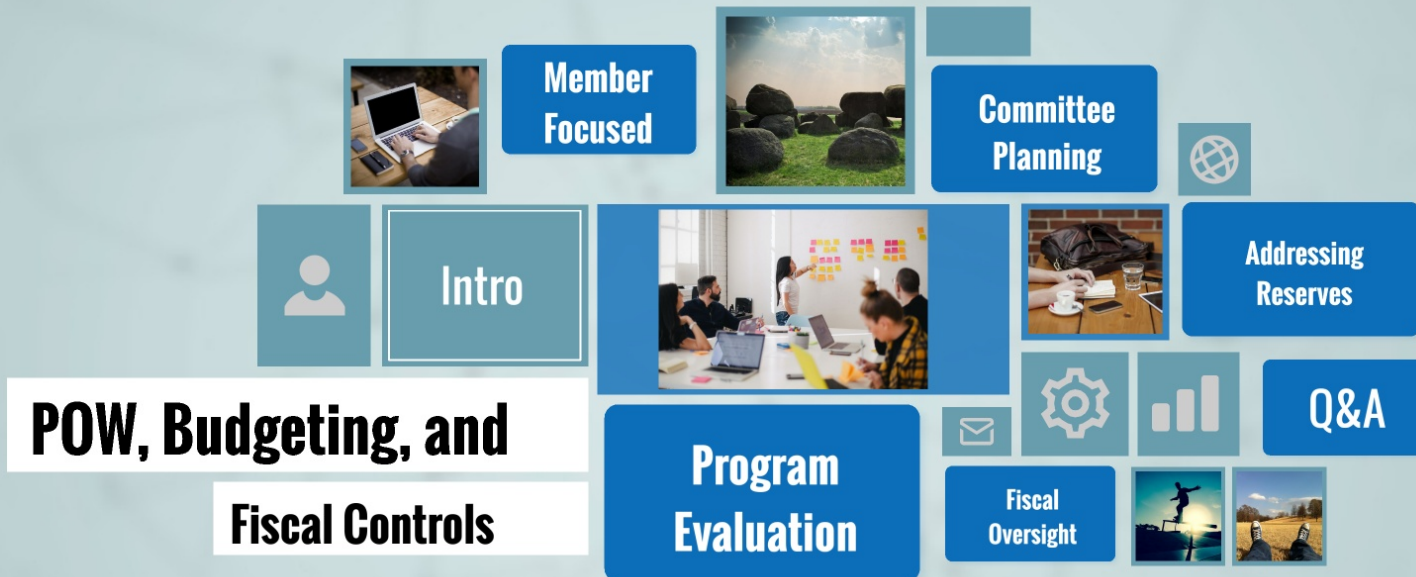 Member
Focused
Committee
Planning
Intro
Addressing
Reserves
POW, Budgeting, and
Fiscal Controls
Program
Evaluation
Q&A
Fiscal
Oversight